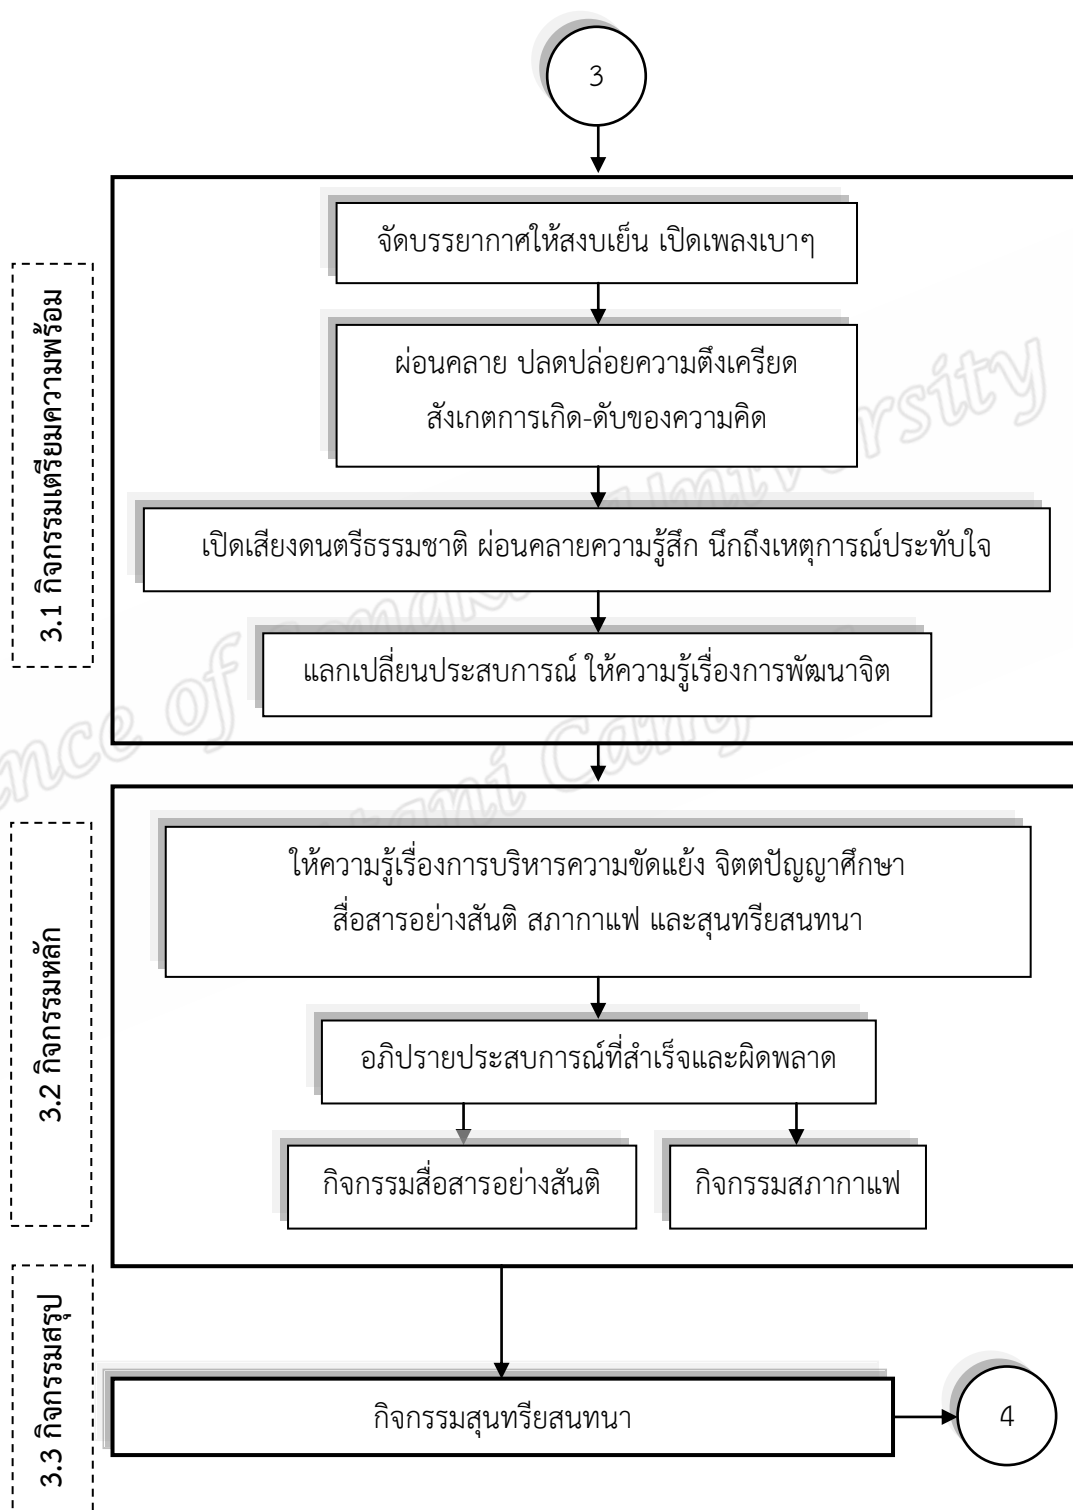 3
3.1 กิจกรรมเตรียมความพร้อม
จัดบรรยากาศให้สงบเย็น เปิดเพลงเบาๆ
ผ่อนคลาย ปลดปล่อยความตึงเครียด
สังเกตการเกิด-ดับของความคิด
เปิดเสียงดนตรีธรรมชาติ ผ่อนคลายความรู้สึก นึกถึงเหตุการณ์ประทับใจ
แลกเปลี่ยนประสบการณ์ ให้ความรู้เรื่องการพัฒนาจิต
3.2 กิจกรรมหลัก
ให้ความรู้เรื่องการบริหารความขัดแย้ง จิตตปัญญาศึกษา
สื่อสารอย่างสันติ สภากาแฟ และสุนทรียสนทนา
อภิปรายประสบการณ์ที่สำเร็จและผิดพลาด
กิจกรรมสื่อสารอย่างสันติ
กิจกรรมสภากาแฟ
3.3 กิจกรรมสรุป
กิจกรรมสุนทรียสนทนา
4